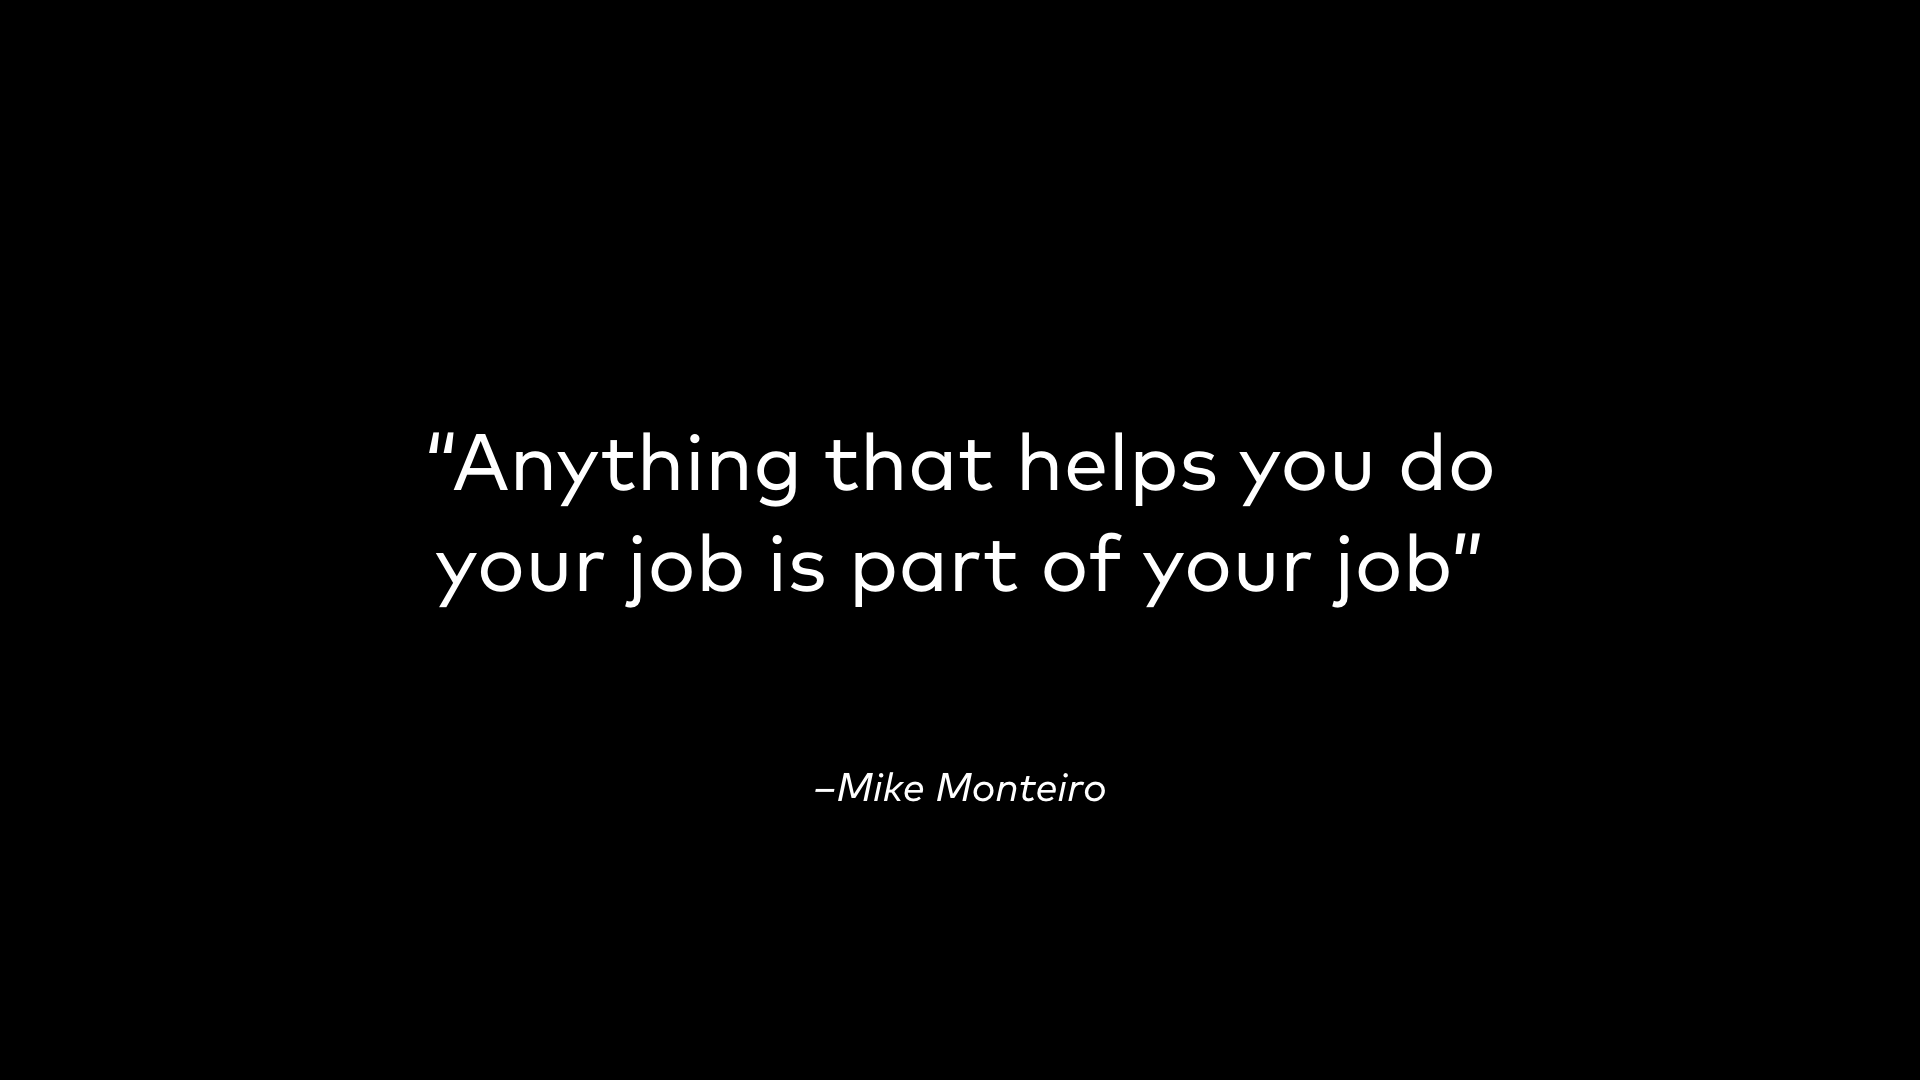 “Anything that helps you do
your job is part of your job”
–Mike Monteiro